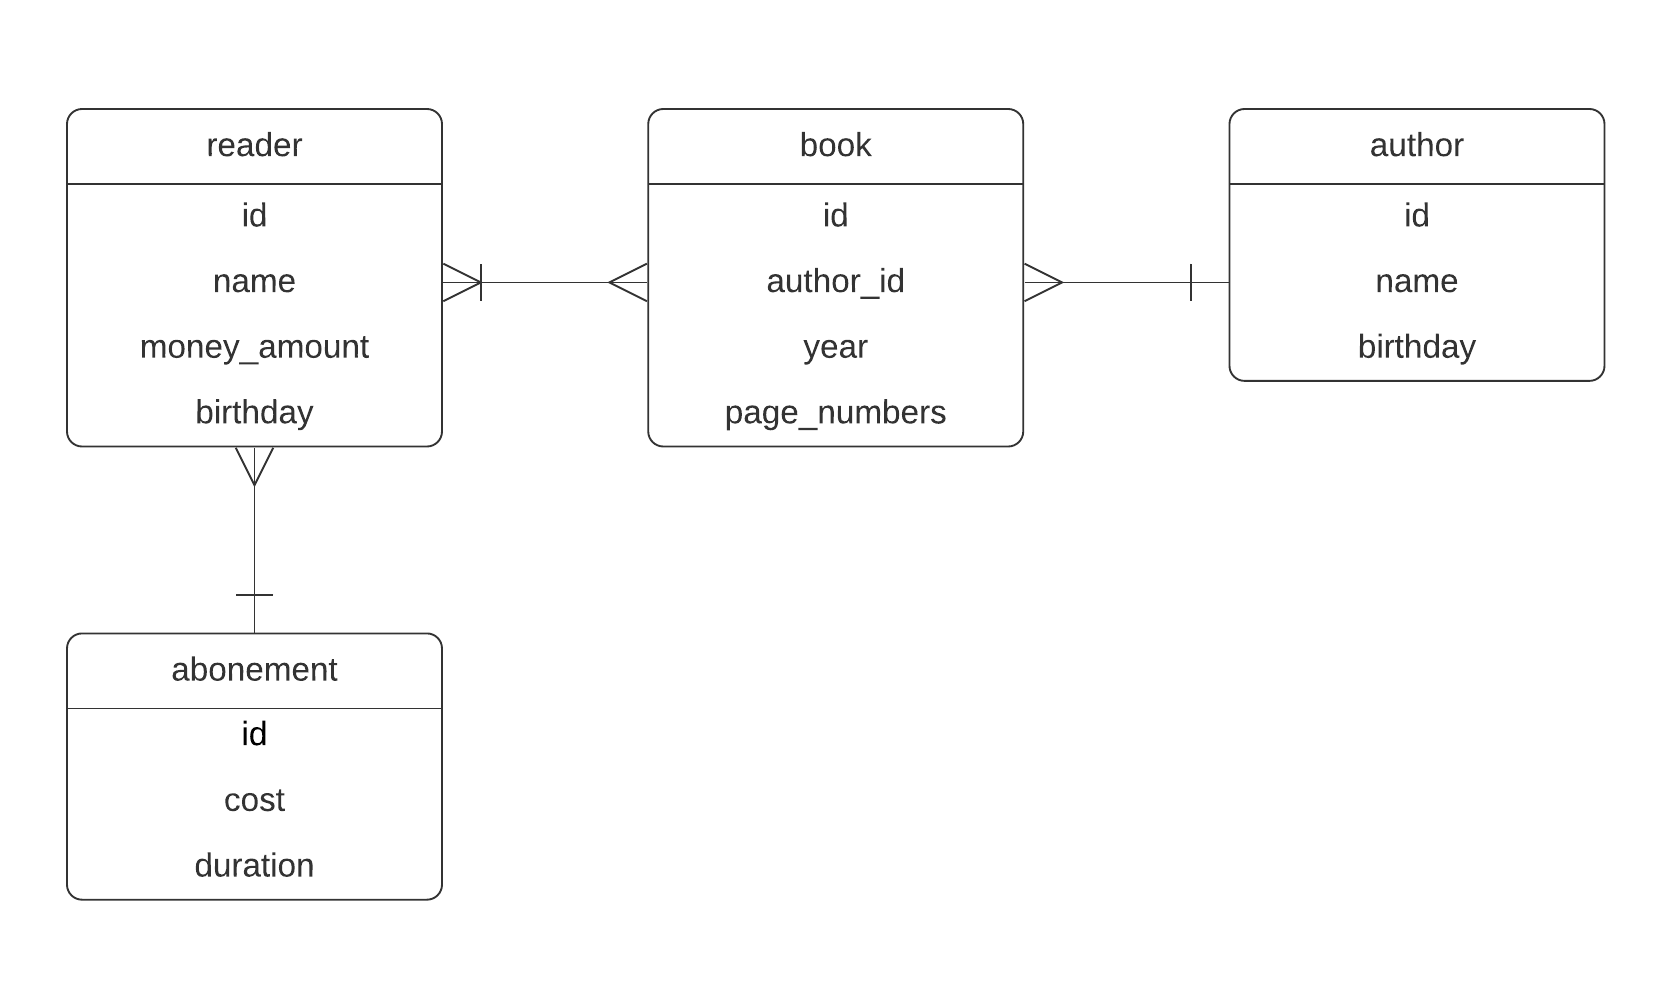 reader
id
name
money_amount
birthday
book
id
author_id
year
page_numbers
author
id
name
birthday
abonement
id
cost
duration